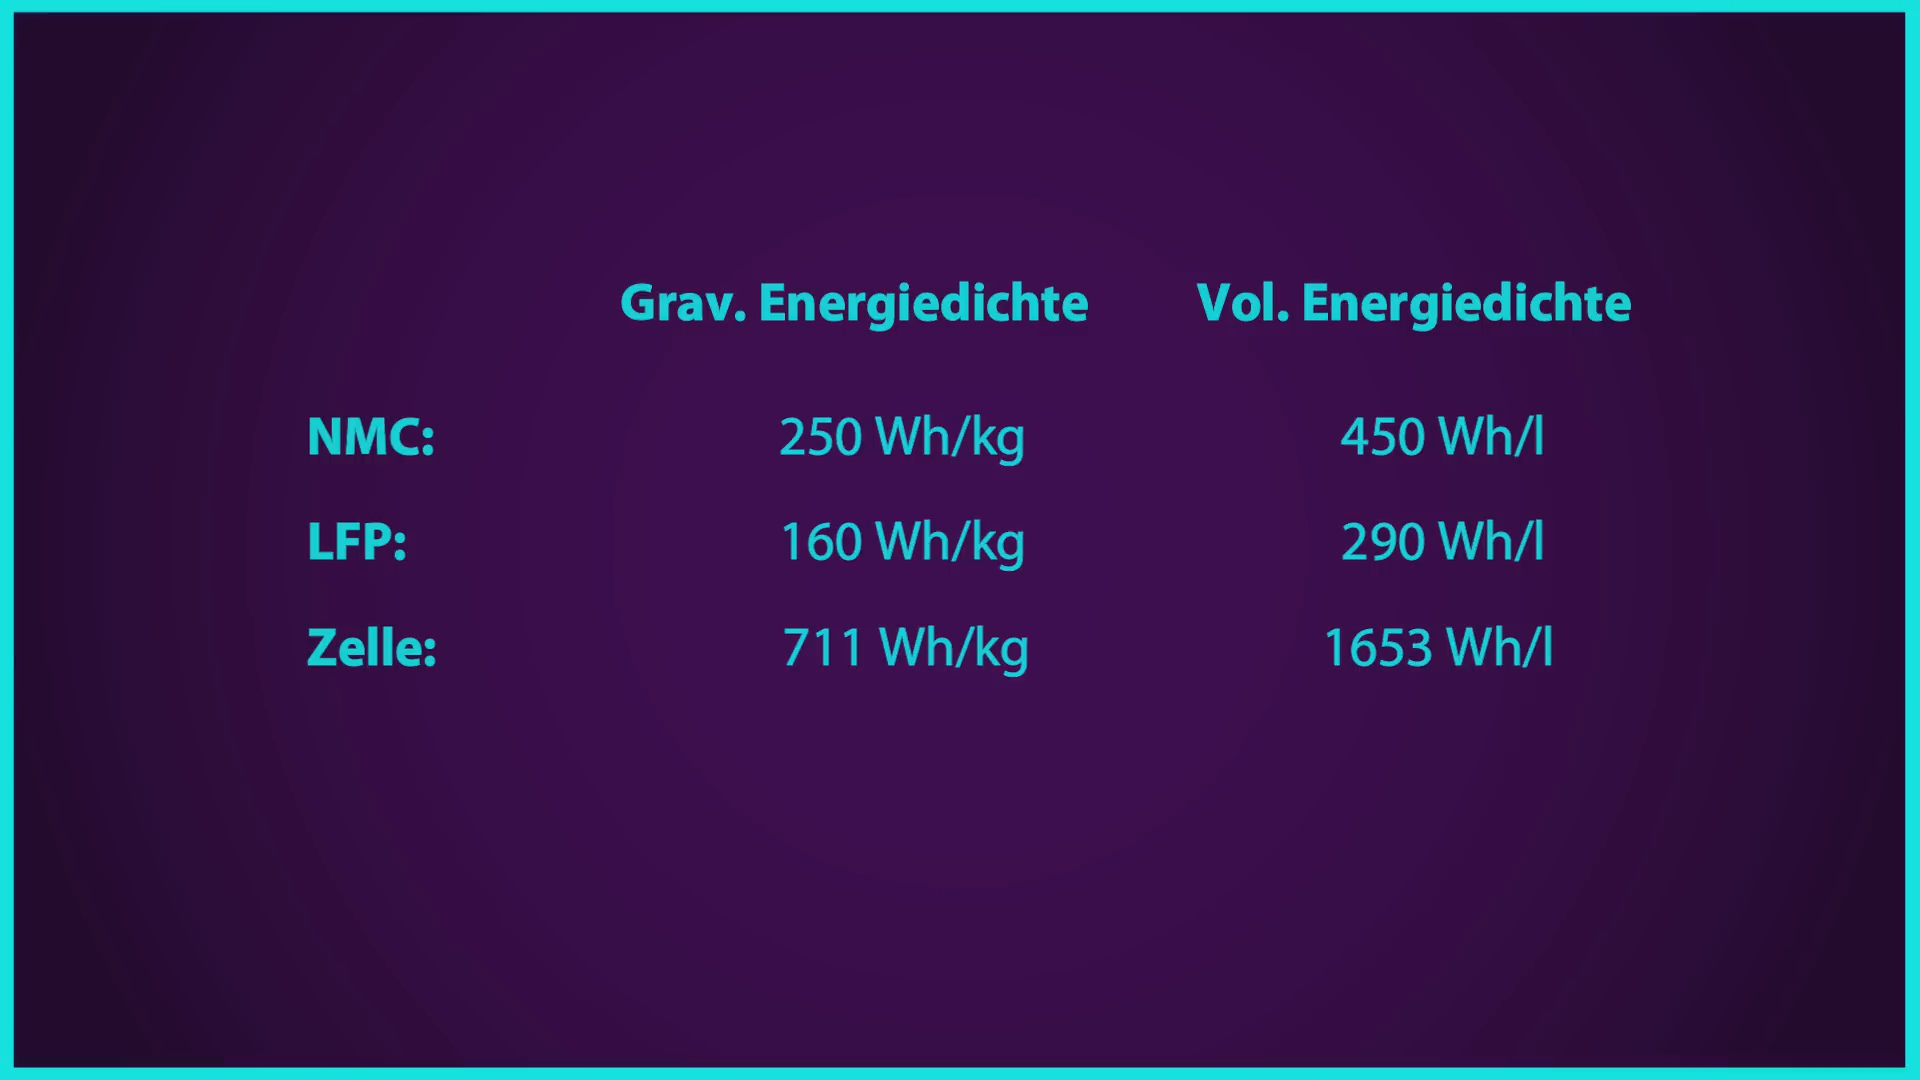 Grav. Energiedichte Vol. Energiedichte
NMC: 250 Wh/kg 450 Wh/l
LFP: 160 Wh/kg 290 Wh/l
Zelle: 711 Wh/kg 1653 Wh/l